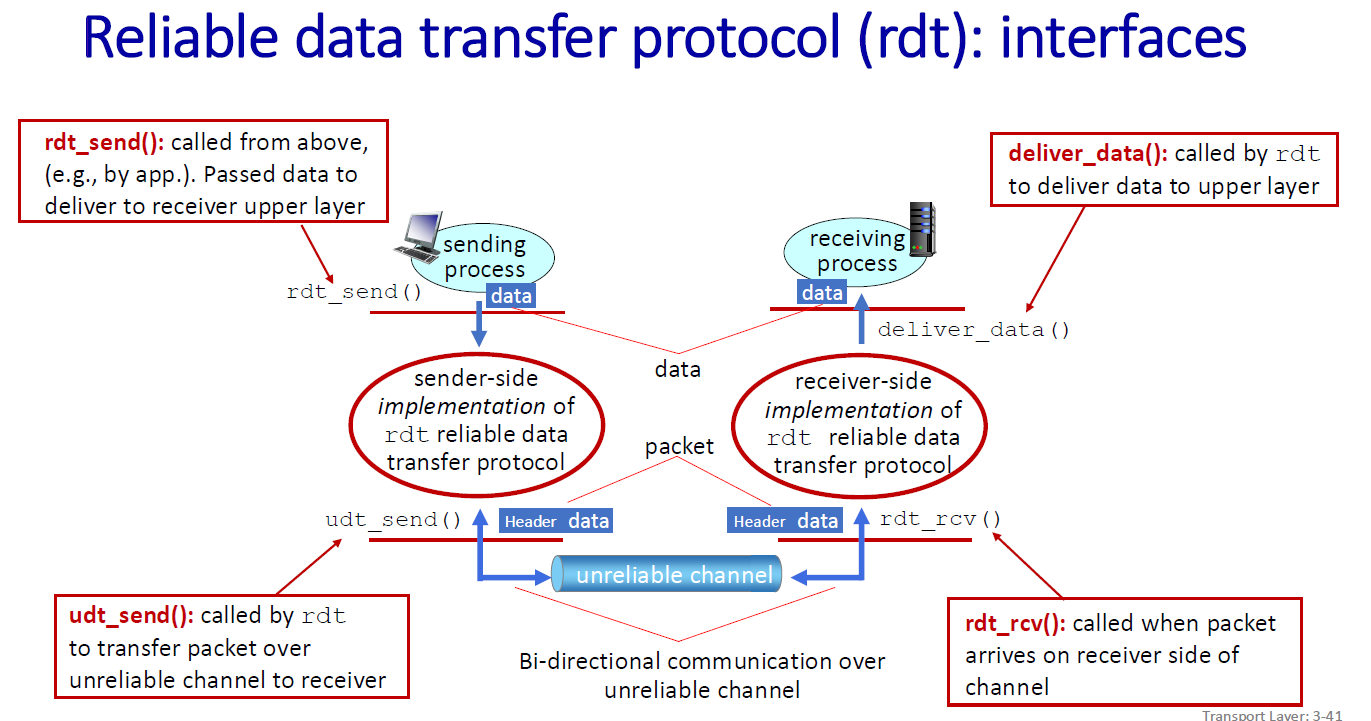 Reliable data transfer protocol (rdt): interfaces
rdt_send(): called from above,
(e.g., by app.). Passed data to
deliver to receiver upper layer
deliver_data(): called by rdt
to deliver data to upper layer
sending
process
receiving
process
rdt_send()
data
data
deliver_data()
data
sender-side
implementation of
rdt reliable data
transfer protocol
receiver-side
implementation of
rdt reliable data
transfer protocol
packet
udt_send()
Header data
Header data
rdt_rcv()
unreliable channel
udt_send(): called by rdt
to transfer packet over
unreliable channel to receiver
Bi-directional communication over
unreliable channel
rdt_rcv(): called when packet
arrives on receiver side of
channel
Transport Layer: 3-41